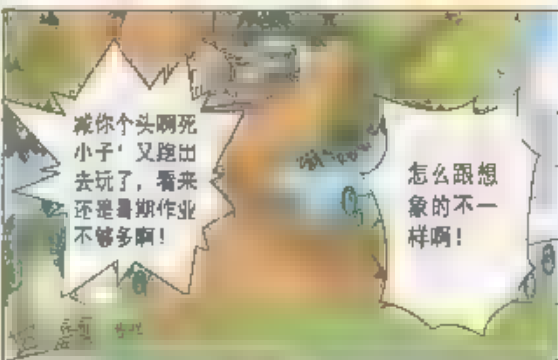 减你个头啊死
小子，又跑出
去玩了，看来
还是暑期作业
不够多啊！
怎么跟想
象的不一
样啊！